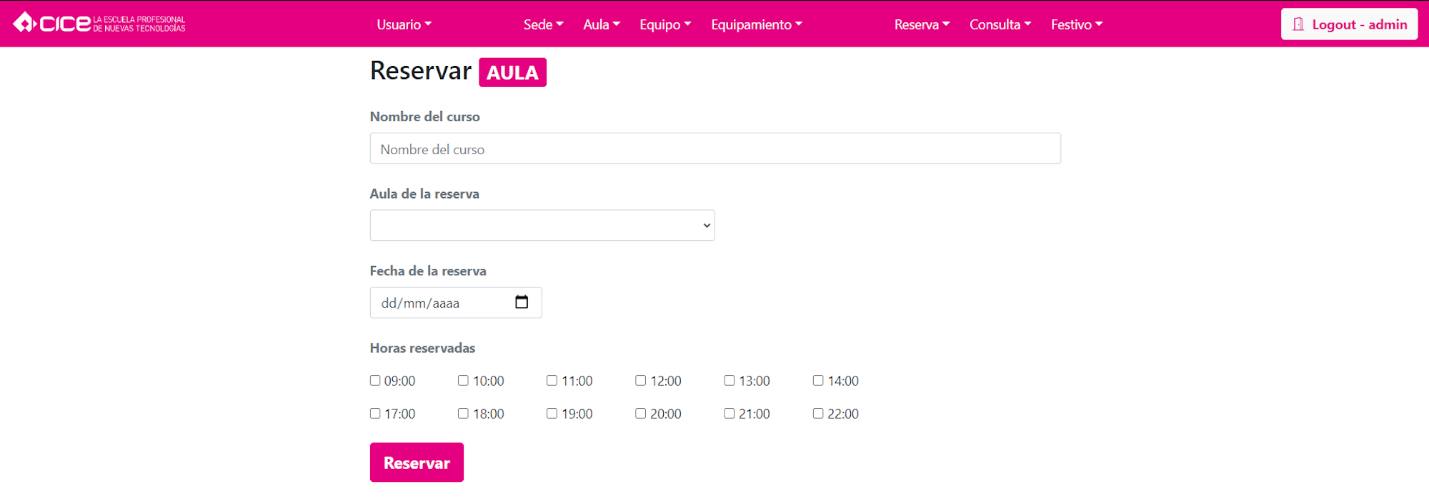 CICE LA ESCUELA PROFESIONAL
DE NUEVAS TECNOLOGÍAS
Usuario Sede Aula Equipo Equipamiento Reserva Consulta Festivo Logout - admin
Reservar AULA
Nombre del curso
Nombre del curso
Aula de la reserva
Fecha de la reserva
dd/mm/aaaa
Horas reservadas
09:00 10:00 11:00 12:00 13:00 14:00
17:00 18:00 19:00 20:00 21:00 22:00
Reservar